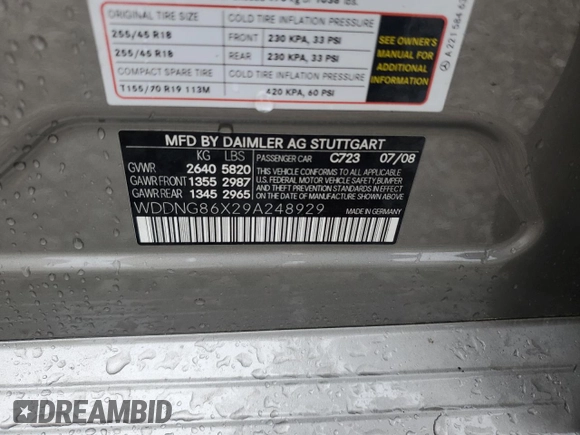 ORIGINAL TIRE SIZE COLD TIRE INFLATION PRESSURE
255/45 R18 FRONT 230 KPA, 33 PSI
255/45 R18 REAR 230 KPA, 33 PSI
COMPACT SPARE TIRE COLD TIRE INFLATION PRESSURE
T155/70 R19 113M 420 KPA, 60 PSI
SEE OWNER'S
MANUAL FOR
ADDITIONAL
INFORMATION
A 221 584
MFD BY DAIMLER AG STUTTGART
KG LBS PASSENGER CAR C723 07/08
GVWR 2640 5820
GAWR FRONT 1355 2987
GAWR REAR 1345 2965
THIS VEHICLE CONFORMS TO ALL APPLICABLE
U.S. FEDERAL MOTOR VEHICLE SAFETY, BUMPER
AND THEFT PREVENTION STANDARDS IN EFFECT
ON THE DATE OF MANUFACTURE SHOWN ABOVE
WDDNG86X29A248929 MADE IN GERMANY
DREAMBID